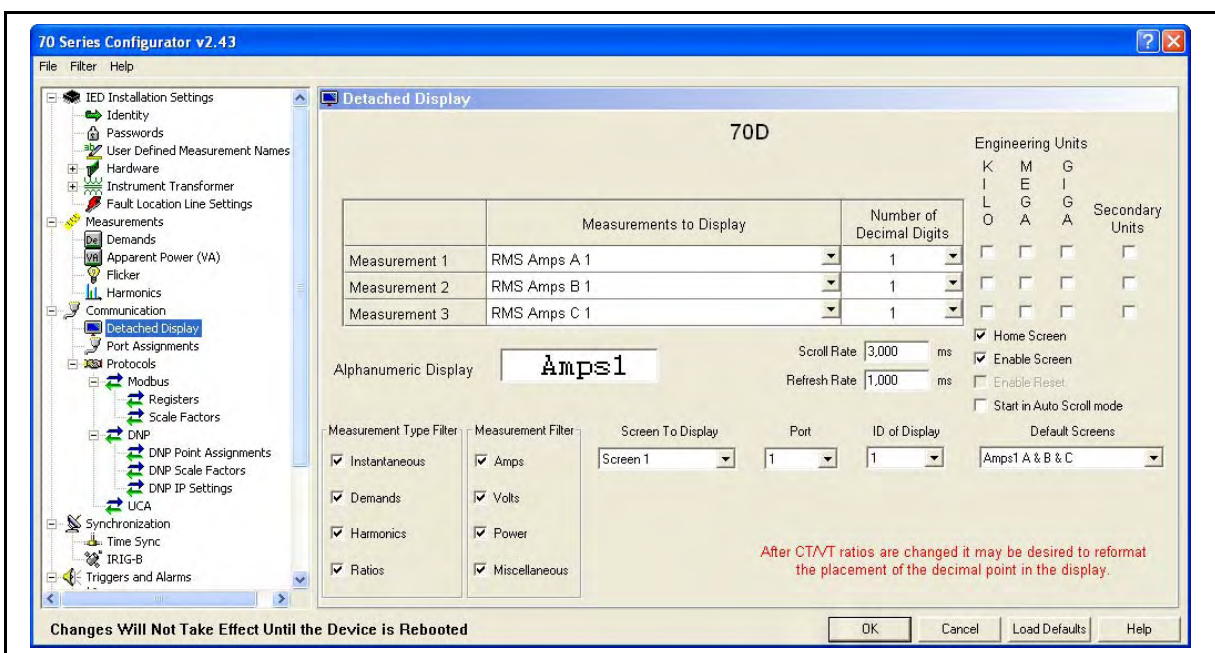 70 Series Configurator v2.43
File Filter Help
IED Installation Settings
Identity
Passwords
User Defined Measurement Names
Hardware
Instrument Transformer
Fault Location Line Settings
Measurements
Demands
Apparent Power (VA)
Flicker
Harmonics
Communication
Detached Display
Port Assignments
Protocols
Modbus
Registers
Scale Factors
DNP
DNP Point Assignments
DNP Scale Factors
DNP IP Settings
UCA
Synchronization
Time Sync
IRIG-B
Triggers and Alarms
Detached Display
70D
Engineering Units
KILO MEGA GIGA Secondary Units
Measurements to Display Number of Decimal Digits
Measurement 1 RMS Amps A 1 1
Measurement 2 RMS Amps B 1 1
Measurement 3 RMS Amps C 1 1
Alphanumeric Display Amps1
Scroll Rate 3,000 ms
Refresh Rate 1,000 ms
Home Screen
Enable Screen
Enable Reset
Start in Auto Scroll mode
Measurement Type Filter
Instantaneous
Demands
Harmonics
Ratios
Measurement Filter
Amps
Volts
Power
Miscellaneous
Screen To Display
Screen 1
Port
1
ID of Display
1
Default Screens
Amps1 A & B & C
After CT/VT ratios are changed it may be desired to reformat
the placement of the decimal point in the display.
Changes Will Not Take Effect Until the Device is Rebooted
OK Cancel Load Defaults Help